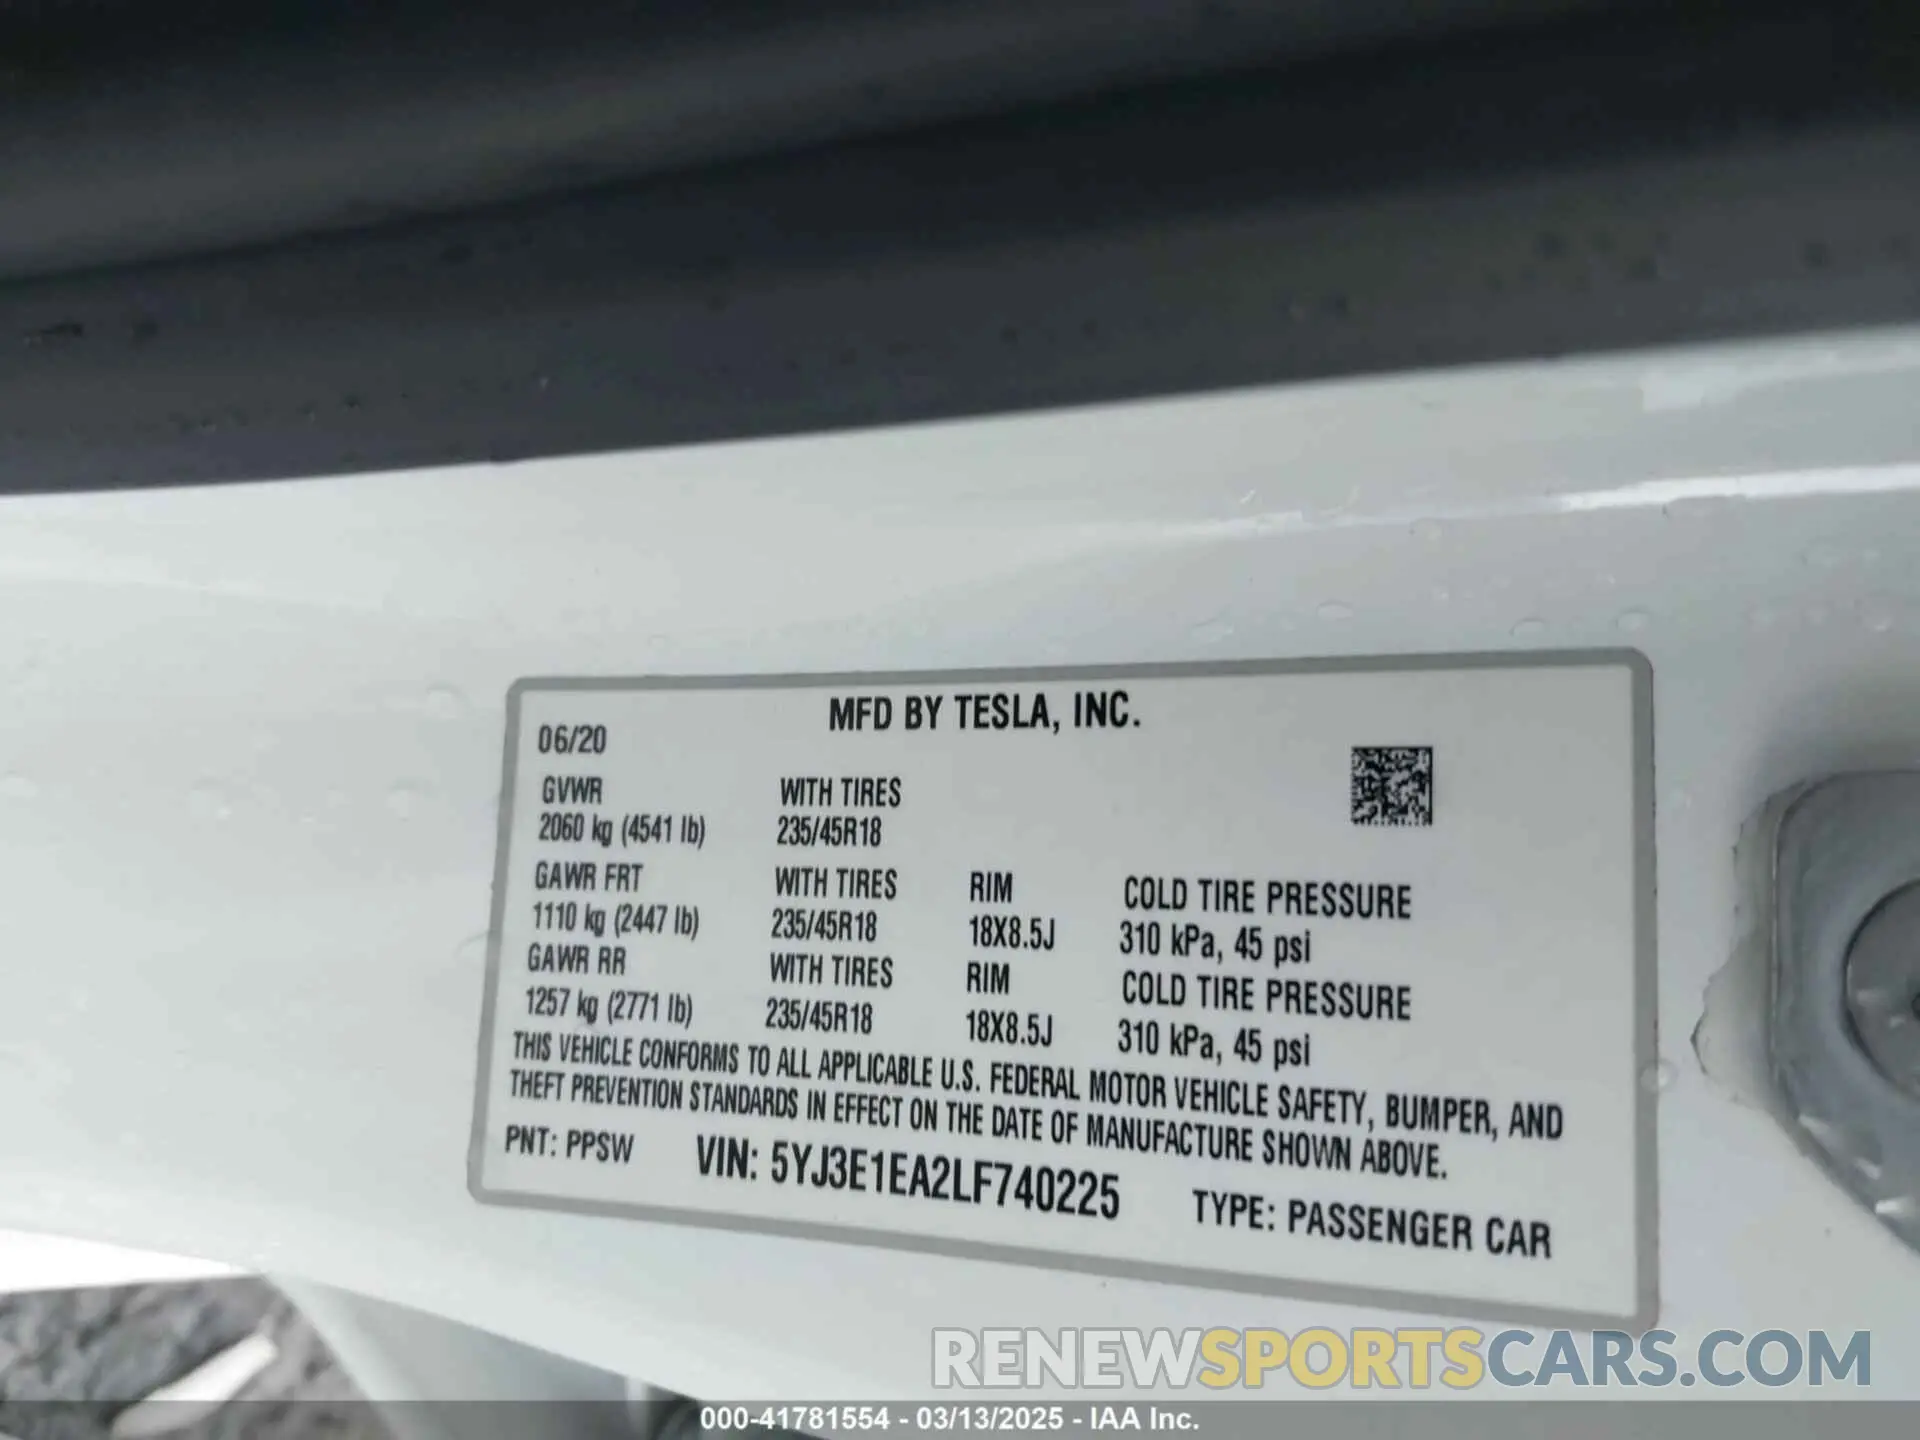 MFD BY TESLA, INC.
06/20
GVWR WITH TIRES
2060 kg (4541 lb) 235/45R18
GAWR FRT WITH TIRES RIM COLD TIRE PRESSURE
1110 kg (2447 lb) 235/45R18 18X8.5J 310 kPa, 45 psi
GAWR RR WITH TIRES RIM COLD TIRE PRESSURE
1257 kg (2771 lb) 235/45R18 18X8.5J 310 kPa, 45 psi
THIS VEHICLE CONFORMS TO ALL APPLICABLE U.S. FEDERAL MOTOR VEHICLE SAFETY, BUMPER, AND
THEFT PREVENTION STANDARDS IN EFFECT ON THE DATE OF MANUFACTURE SHOWN ABOVE.
PNT: PPSW VIN: 5YJ3E1EA2LF740225 TYPE: PASSENGER CAR
RENEWSPORTSCARS.COM
000-41781554 - 03/13/2025 - IAA Inc.